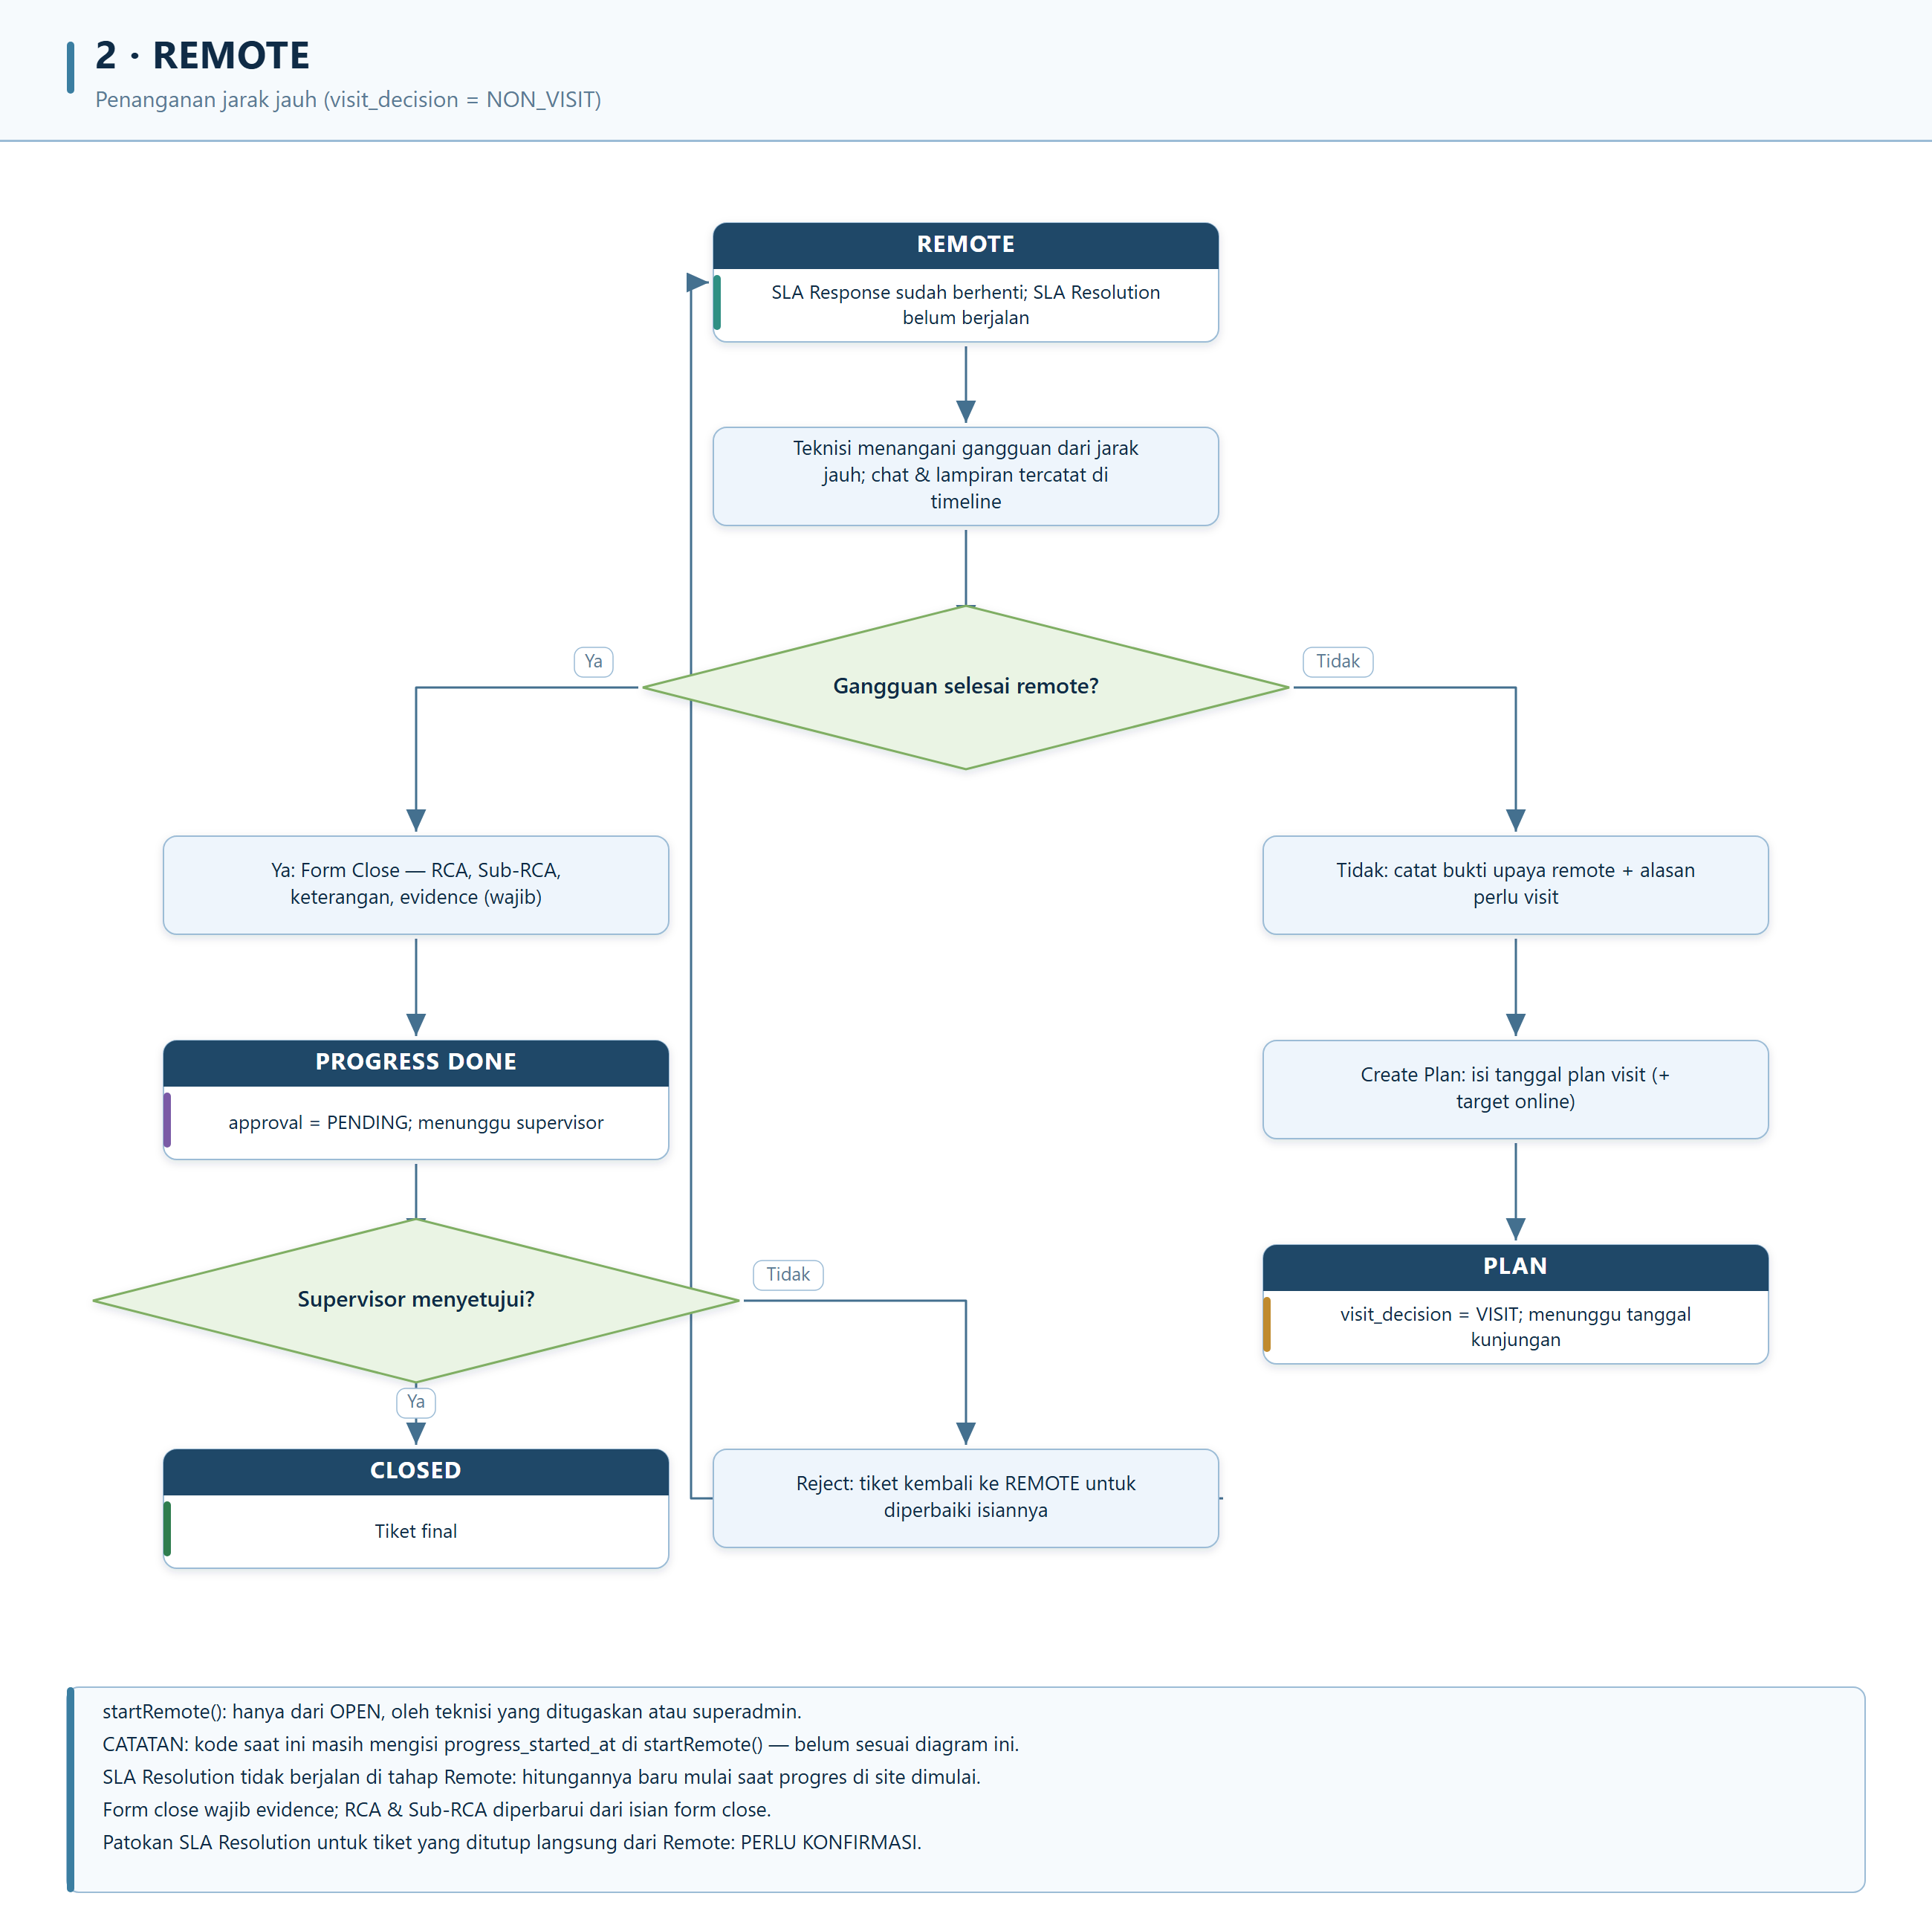 2 · REMOTE
Penanganan jarak jauh (visit_decision = NON_VISIT)
REMOTE
SLA Response sudah berhenti; SLA Resolution
belum berjalan
Teknisi menangani gangguan dari jarak
jauh; chat & lampiran tercatat di
timeline
Ya
Tidak
Gangguan selesai remote?
Ya: Form Close — RCA, Sub-RCA,
keterangan, evidence (wajib)
Tidak: catat bukti upaya remote + alasan
perlu visit
PROGRESS DONE
approval = PENDING; menunggu supervisor
Create Plan: isi tanggal plan visit (+
target online)
Supervisor menyetujui?
Tidak
PLAN
visit_decision = VISIT; menunggu tanggal
kunjungan
Ya
CLOSED
Tiket final
Reject: tiket kembali ke REMOTE untuk
diperbaiki isiannya
startRemote(): hanya dari OPEN, oleh teknisi yang ditugaskan atau superadmin.
CATATAN: kode saat ini masih mengisi progress_started_at di startRemote() — belum sesuai diagram ini.
SLA Resolution tidak berjalan di tahap Remote: hitungannya baru mulai saat progres di site dimulai.
Form close wajib evidence; RCA & Sub-RCA diperbarui dari isian form close.
Patokan SLA Resolution untuk tiket yang ditutup langsung dari Remote: PERLU KONFIRMASI.